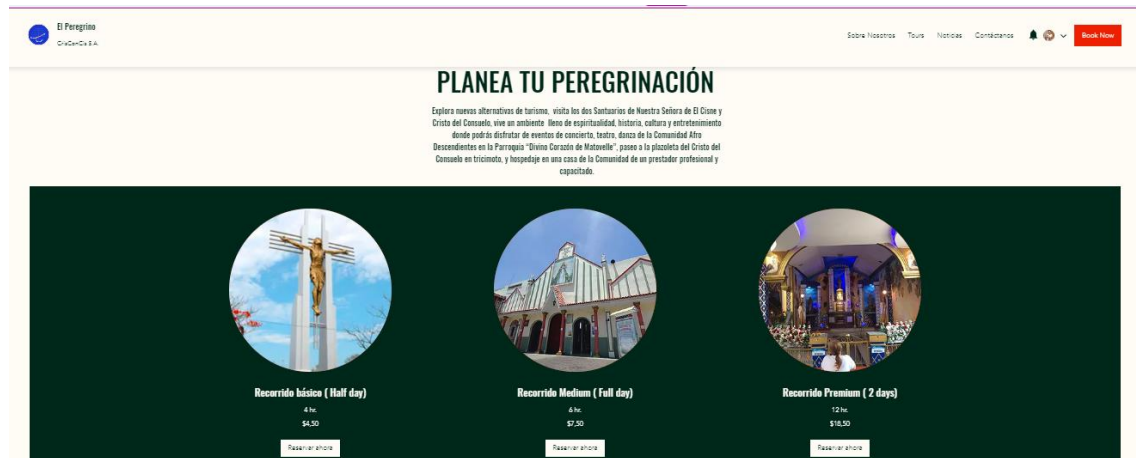 El Peregrino
CiaCenCia S.A.
Sobre Nosotros Tours Noticias Contáctanos Book Now
PLANEA TU PEREGRINACIÓN
Explora nuevas alternativas de turismo, visita los dos Santuarios de Nuestra Señora de El Cisne y
Cristo del Consuelo, vive un ambiente lleno de espiritualidad, historia, cultura y entretenimiento
donde podrás disfrutar de eventos de concierto, teatro, danza de la Comunidad Afro
Descendientes en la Parroquia “Divino Corazón de Matovelle”, paseo a la plazoleta del Cristo del
Consuelo en tricimoto, y hospedaje en una casa de la Comunidad de un prestador profesional y
capacitado.
Recorrido básico ( Half day)
4 hr.
$4,50
Reservar ahora
Recorrido Medium ( Full day)
6 hr.
$7,50
Reservar ahora
Recorrido Premium ( 2 days)
12 hr.
$18,50
Reservar ahora